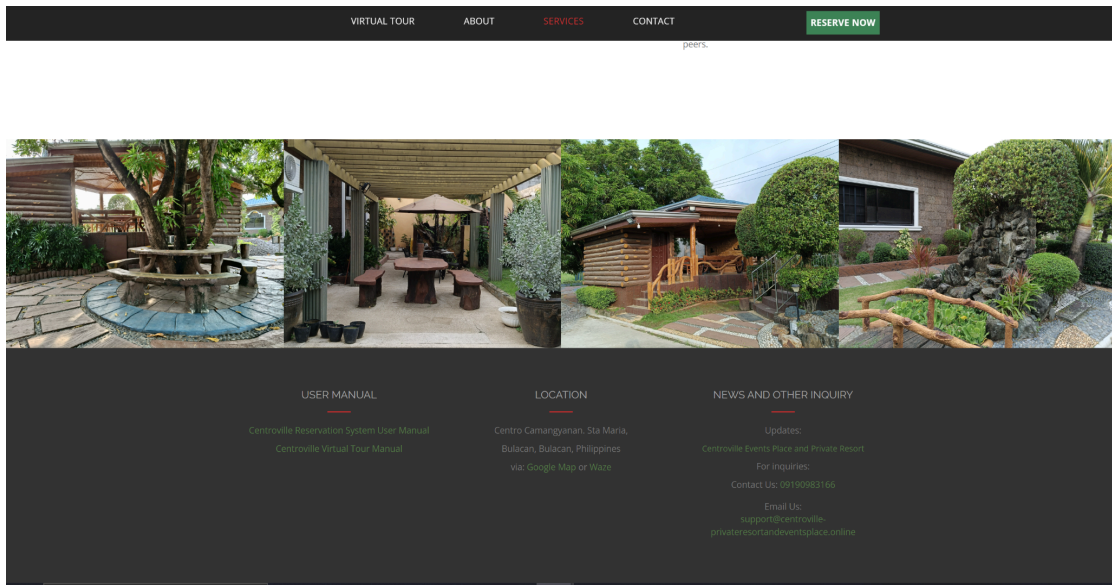 VIRTUAL TOUR ABOUT SERVICES CONTACT RESERVE NOW
peers.
USER MANUAL
Centroville Reservation System User Manual
Centroville Virtual Tour Manual
LOCATION
Centro Camangyanan. Sta Maria,
Bulacan, Bulacan, Philippines
via: Google Map or Waze
NEWS AND OTHER INQUIRY
Updates:
Centroville Events Place and Private Resort
For inquiries:
Contact Us: 09190983166
Email Us:
support@centroville-
privateresortandeventsplace.online